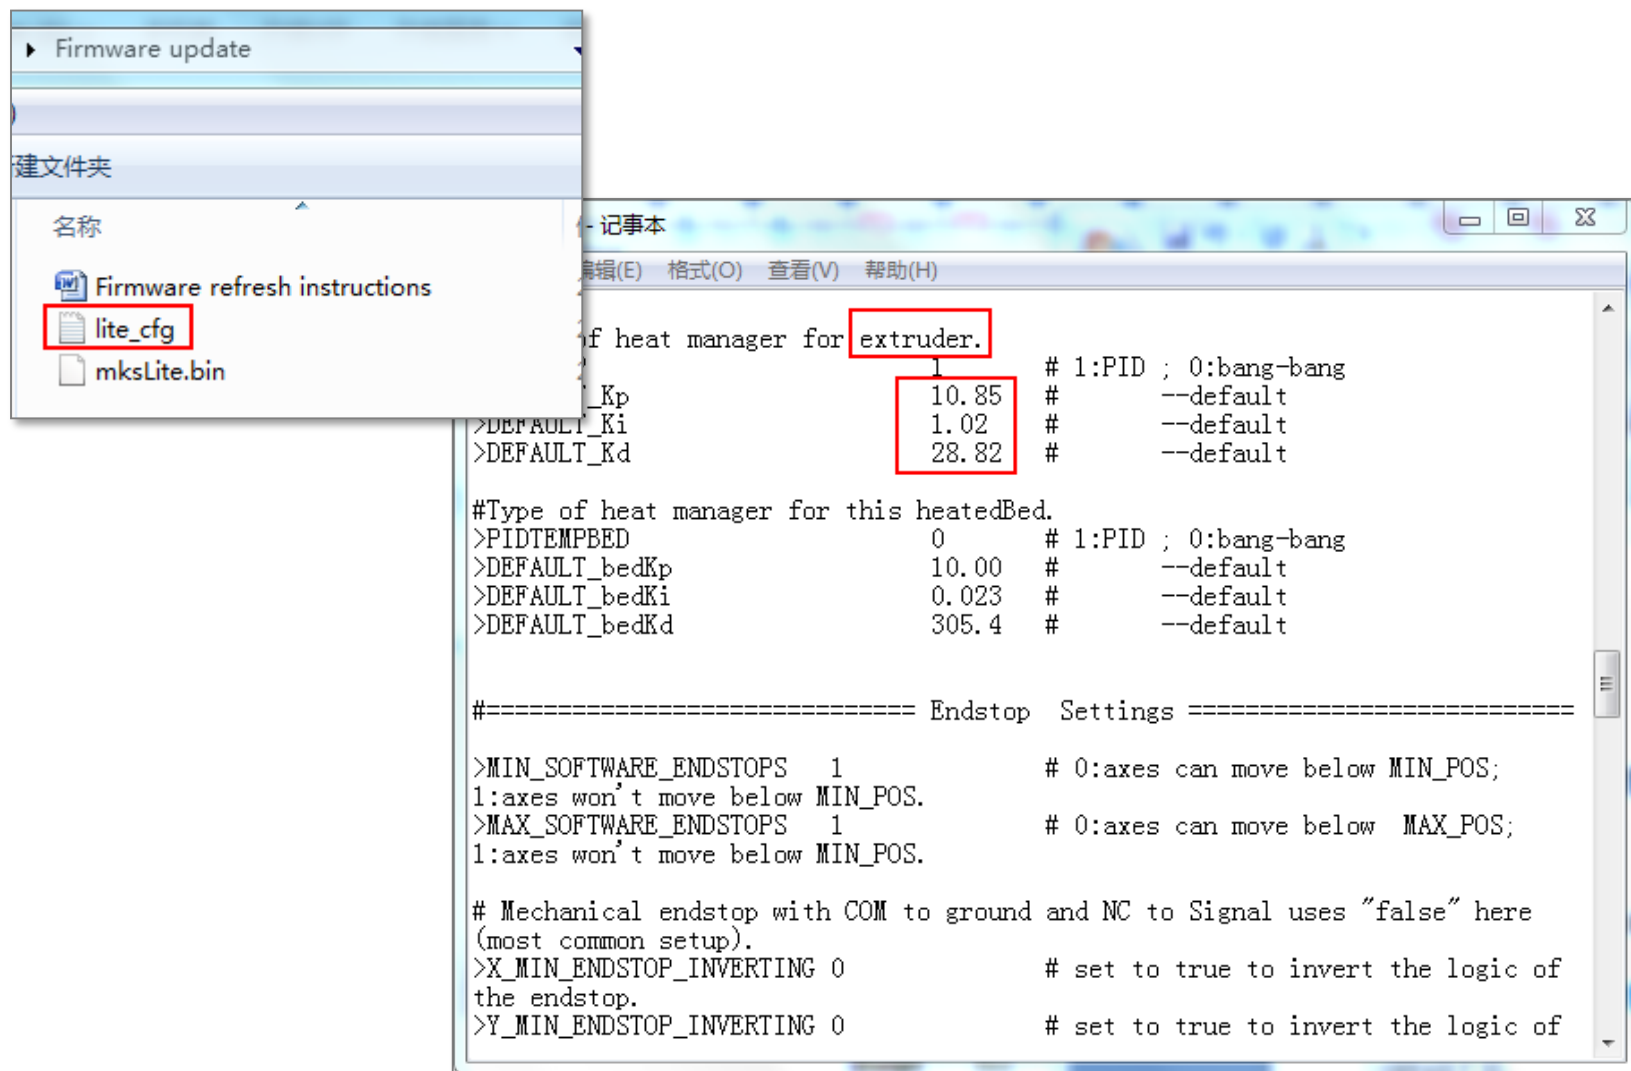 Firmware update
建文件夹
名称
Firmware refresh instructions
lite_cfg
mksLite.bin
- 记事本
编辑(E) 格式(O) 查看(V) 帮助(H)
of heat manager for extruder.
1 # 1:PID ; 0:bang-bang
_Kp 10.85 # --default
>DEFAULT_Ki 1.02 # --default
>DEFAULT_Kd 28.82 # --default
#Type of heat manager for this heatedBed.
>PIDTEMPBED 0 # 1:PID ; 0:bang-bang
>DEFAULT_bedKp 10.00 # --default
>DEFAULT_bedKi 0.023 # --default
>DEFAULT_bedKd 305.4 # --default
#============================== Endstop Settings ===========================
>MIN_SOFTWARE_ENDSTOPS 1 # 0:axes can move below MIN_POS;
1:axes won't move below MIN_POS.
>MAX_SOFTWARE_ENDSTOPS 1 # 0:axes can move below MAX_POS;
1:axes won't move below MIN_POS.
# Mechanical endstop with COM to ground and NC to Signal uses "false" here
(most common setup).
>X_MIN_ENDSTOP_INVERTING 0 # set to true to invert the logic of
the endstop.
>Y_MIN_ENDSTOP_INVERTING 0 # set to true to invert the logic of